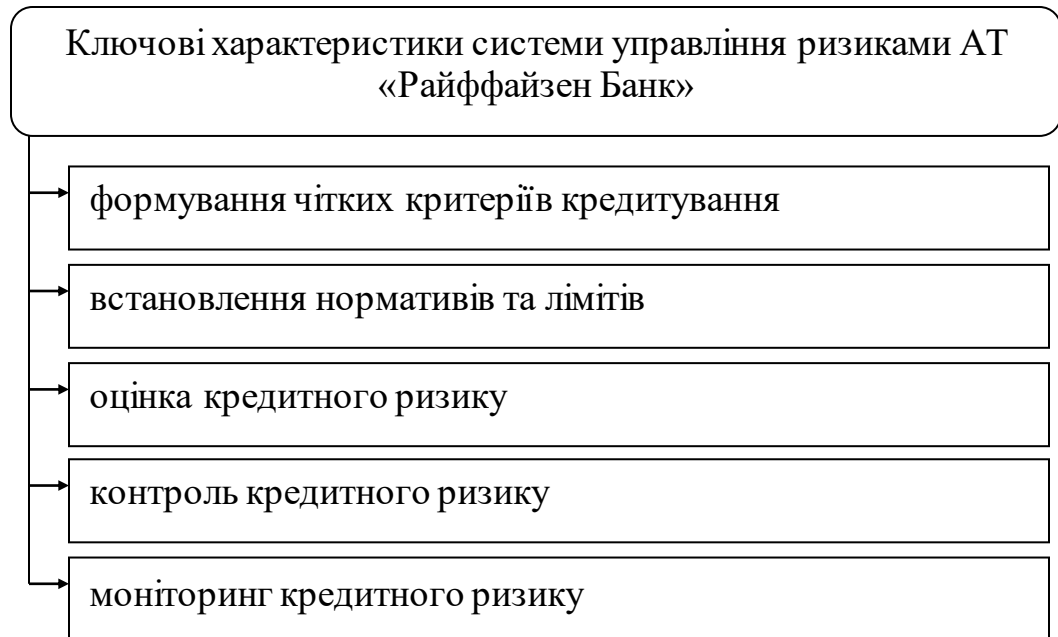 Ключові характеристики системи управління ризиками АТ
«Райффайзен Банк»
формування чітких критеріїв кредитування
встановлення нормативів та лімітів
оцінка кредитного ризику
контроль кредитного ризику
моніторинг кредитного ризику